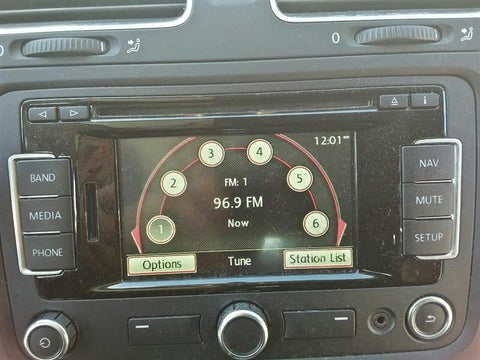 0
0
i
12:01AM
3
4
2
5
FM: 1
96.9 FM
Now
1
6
Options
Tune
Station List
BAND
MEDIA
PHONE
NAV
MUTE
SETUP